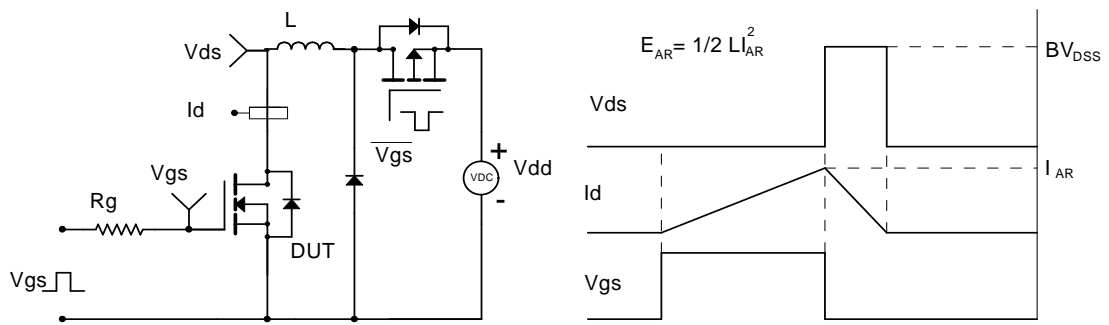 L
Vds
Id
Vgs
Vgs
Rg
DUT
Vgs
VDC
+
-
Vdd
E_AR= 1/2 LI_AR^2
BV_DSS
Vds
I_AR
Id
Vgs